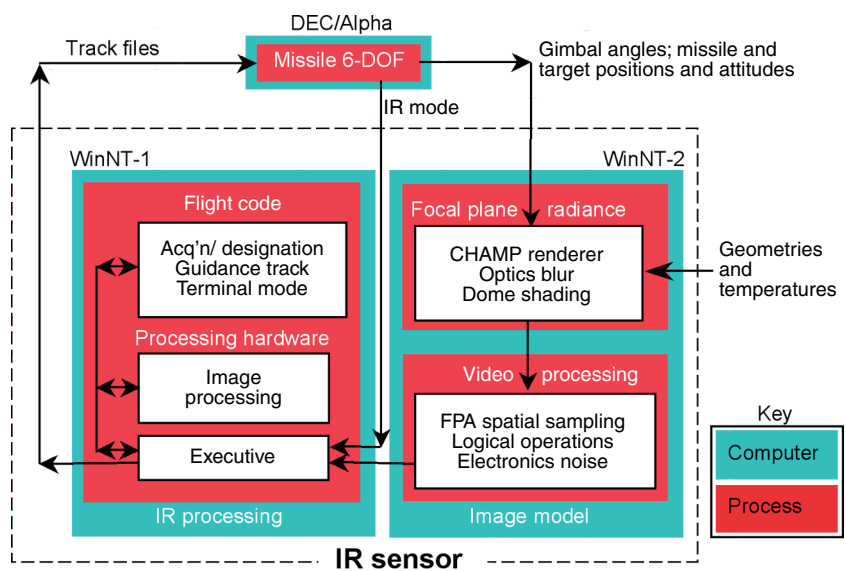 DEC/Alpha
Track files
Missile 6-DOF
Gimbal angles; missile and
target positions and attitudes
IR mode
WinNT-1
WinNT-2
Flight code
Acq'n/ designation
Guidance track
Terminal mode
Processing hardware
Image
processing
Executive
IR processing
Focal plane radiance
CHAMP renderer
Optics blur
Dome shading
Geometries
and
temperatures
Video processing
FPA spatial sampling
Logical operations
Electronics noise
Image model
IR sensor
Key
Computer
Process